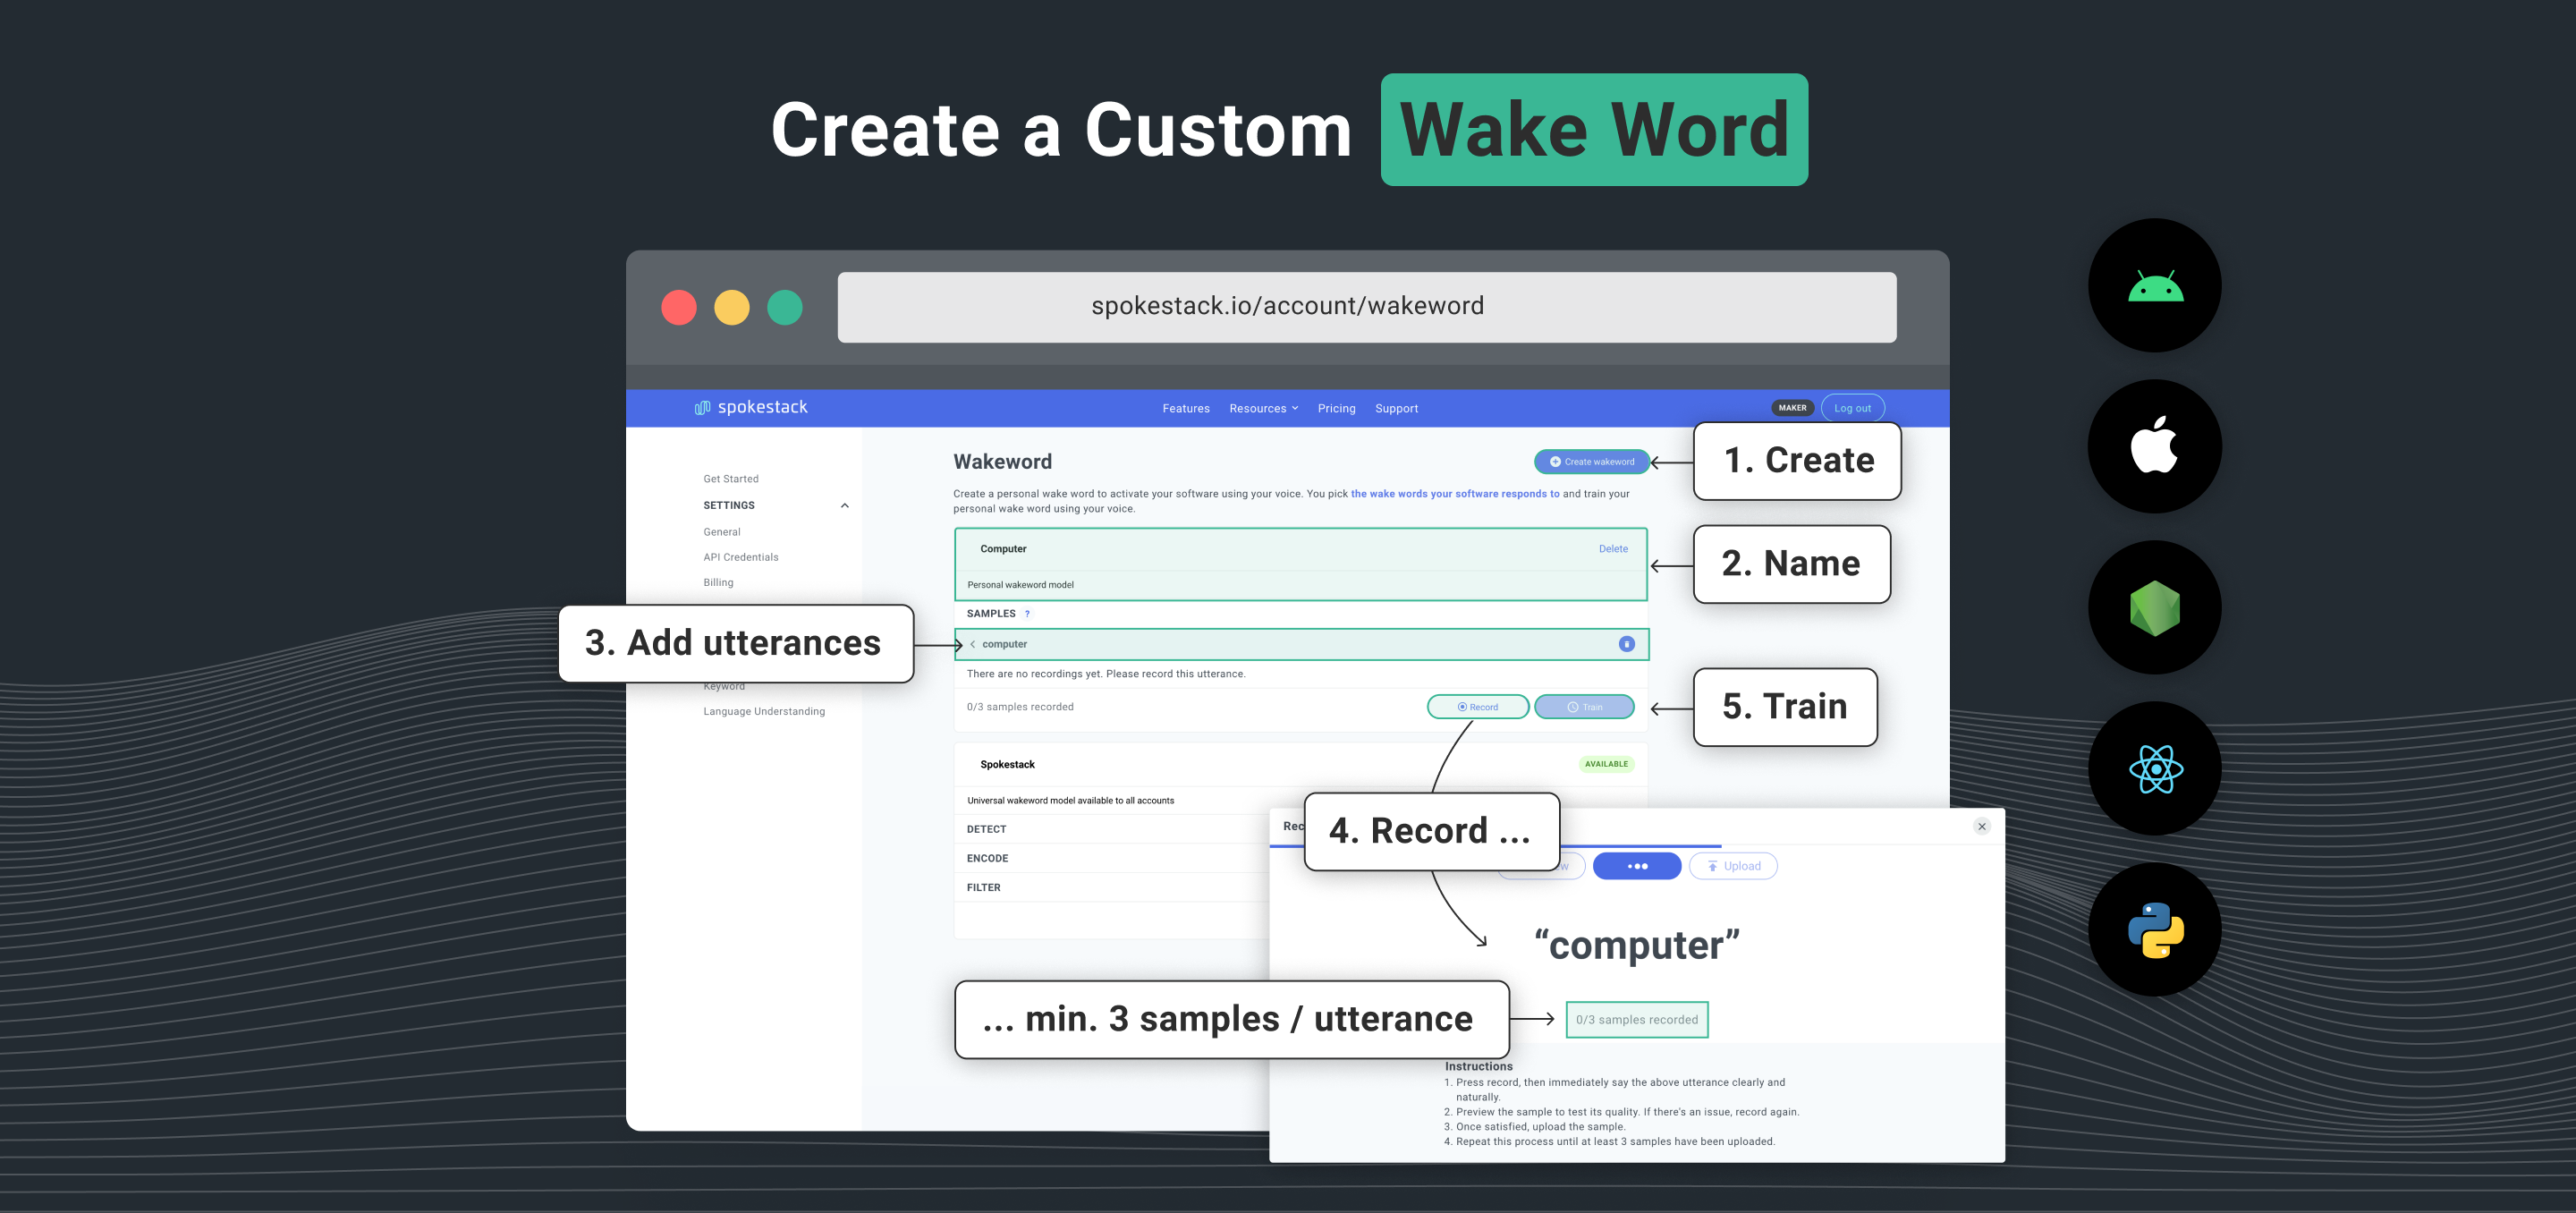 Create a Custom Wake Word
spokestack.io/account/wakeword
spokestack
Features
Resources
Pricing
Support
MAKER
Log out
Get Started
SETTINGS
General
API Credentials
Billing
Keyword
Language Understanding
Wakeword
Create wakeword
1. Create
Create a personal wake word to activate your software using your voice. You pick the wake words your software responds to and train your
personal wake word using your voice.
Computer
Delete
2. Name
Personal wakeword model
SAMPLES ?
3. Add utterances
computer
There are no recordings yet. Please record this utterance.
0/3 samples recorded
Record
Train
5. Train
Spokestack
AVAILABLE
Universal wakeword model available to all accounts
DETECT
ENCODE
FILTER
4. Record ...
Upload
“computer”
... min. 3 samples / utterance
0/3 samples recorded
Instructions
1. Press record, then immediately say the above utterance clearly and
naturally.
2. Preview the sample to test its quality. If there's an issue, record again.
3. Once satisfied, upload the sample.
4. Repeat this process until at least 3 samples have been uploaded.